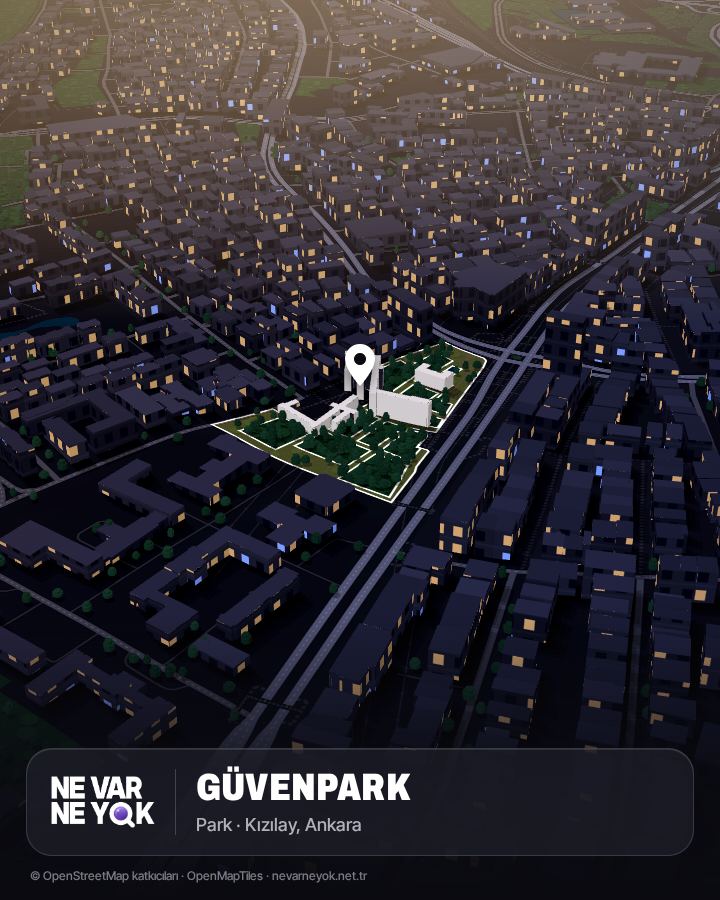 NE VAR
NE YOK
GÜVENPARK
Park · Kızılay, Ankara
© OpenStreetMap katkıcıları · OpenMapTiles · nevarneyok.net.tr